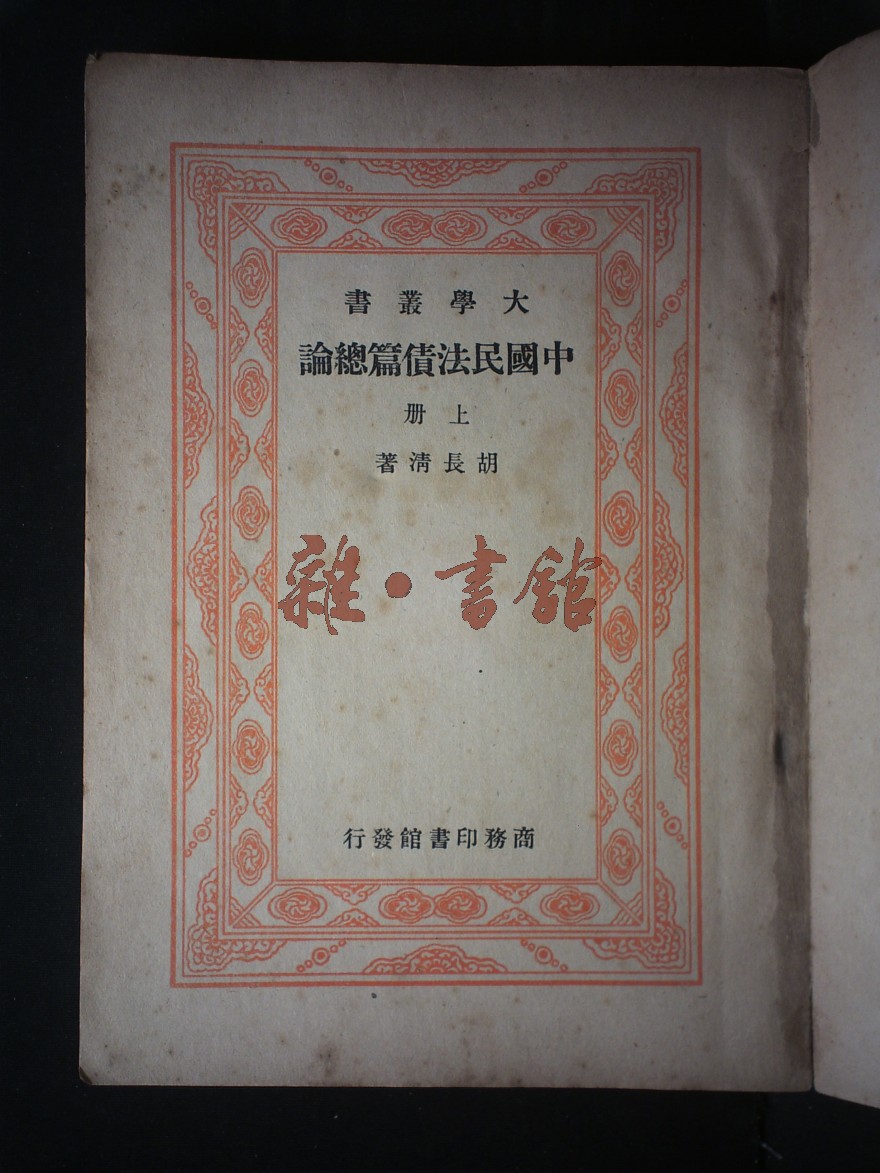 大學叢書
中國民法債篇總論
上册
胡長清著
雜·書館
商務印書館發行